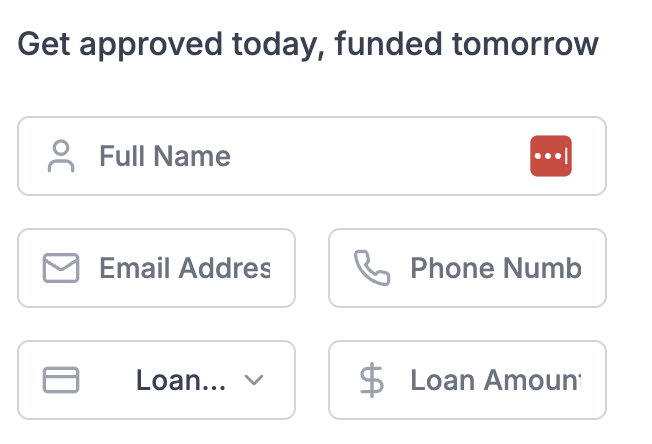 Get approved today, funded tomorrow
Full Name
Email Addres
Phone Numb
Loan...
Loan Amount